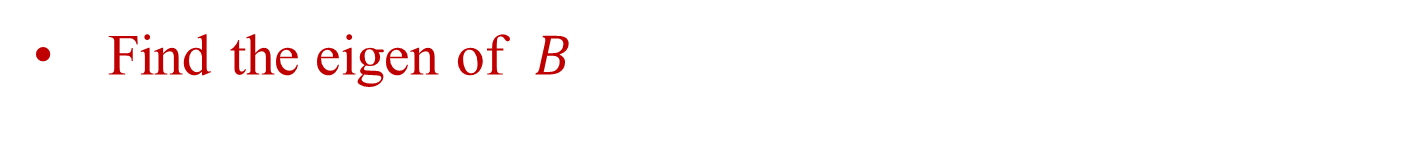 • Find the eigen of B